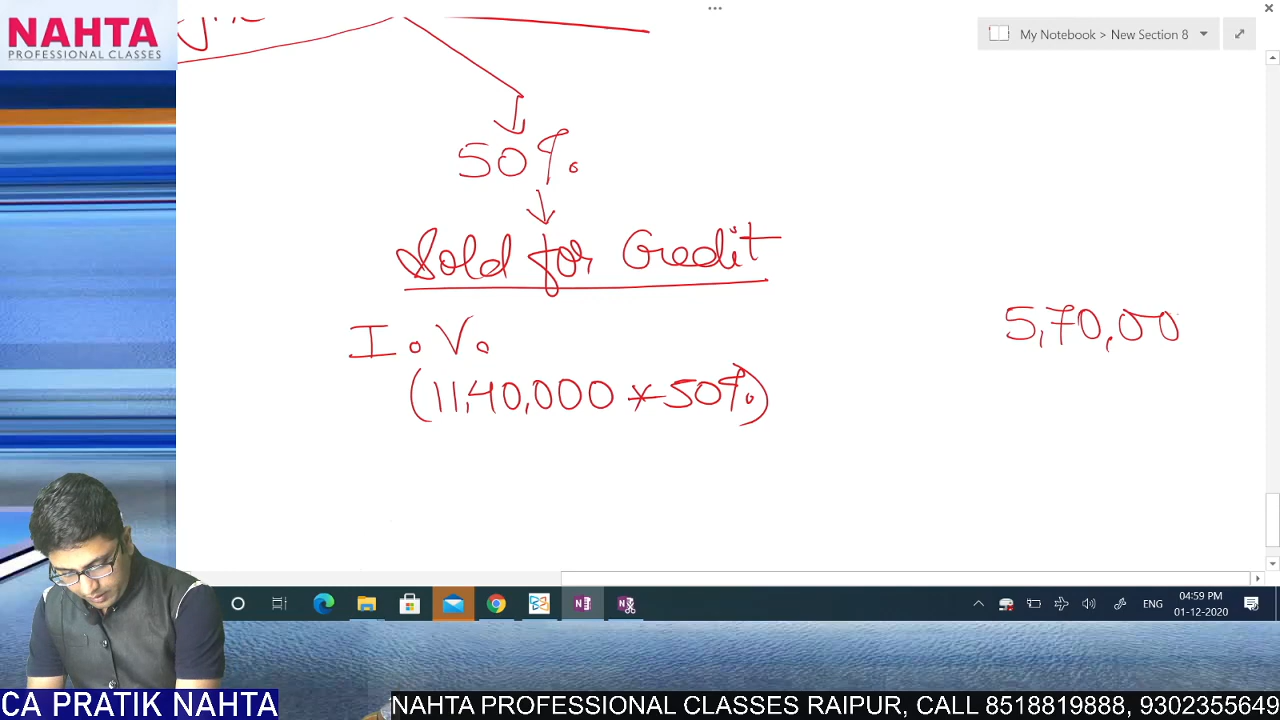 NAHTA
PROFESSIONAL CLASSES
My Notebook > New Section 8
50%
Sold for Credit
I.V.
5,70,00
(11,40,000 * 50%)
ENG
04:59 PM
01-12-2020
CA PRATIK NAHTA
NAHTA PROFESSIONAL CLASSES RAIPUR, CALL 8518819888, 9302355649